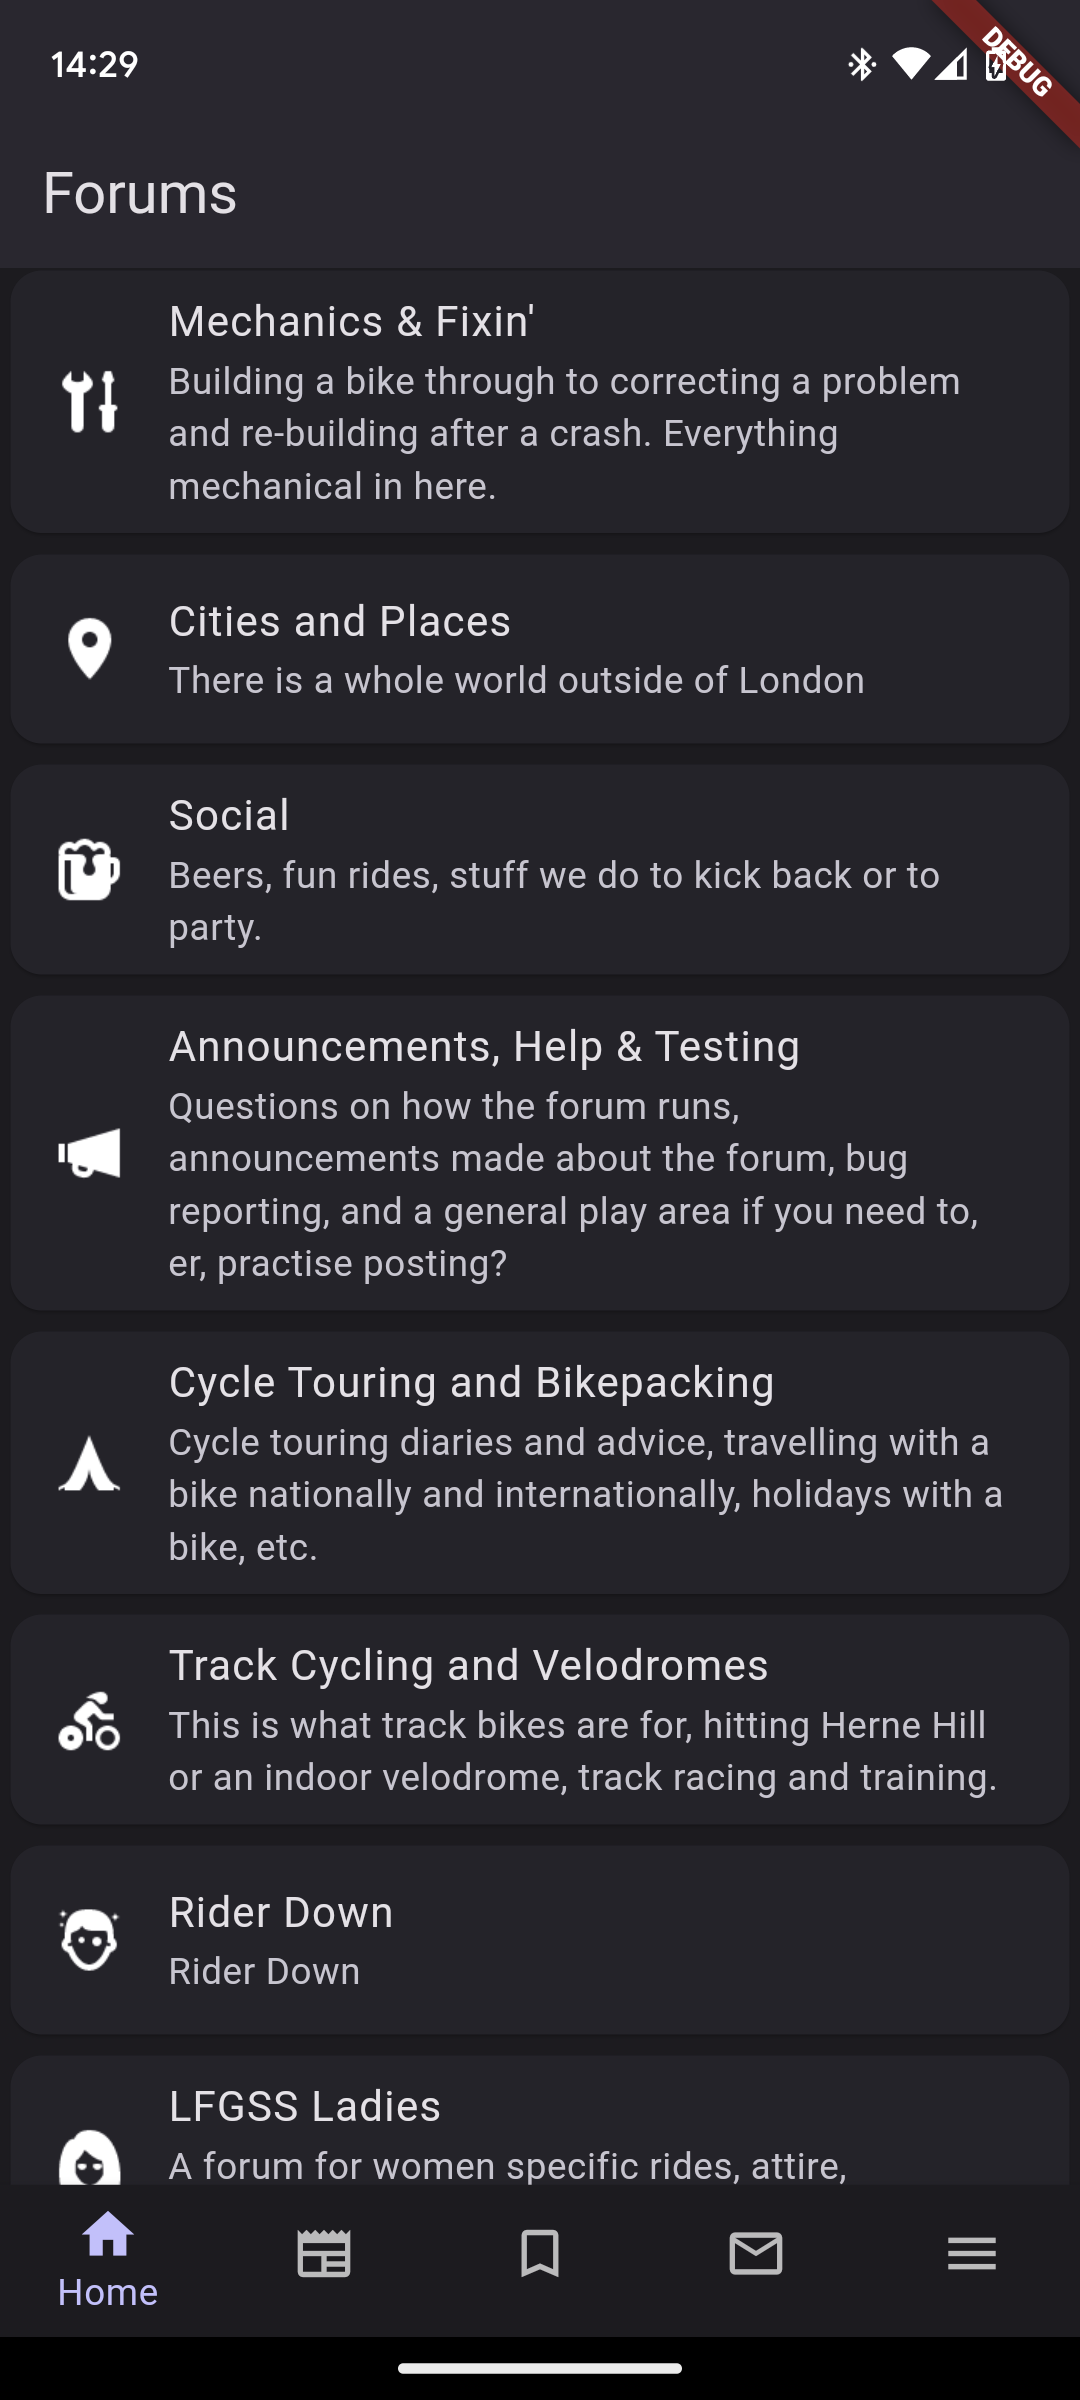 14:29
DEBUG
Forums
Mechanics & Fixin'
Building a bike through to correcting a problem
and re-building after a crash. Everything
mechanical in here.
Cities and Places
There is a whole world outside of London
Social
Beers, fun rides, stuff we do to kick back or to
party.
Announcements, Help & Testing
Questions on how the forum runs,
announcements made about the forum, bug
reporting, and a general play area if you need to,
er, practise posting?
Cycle Touring and Bikepacking
Cycle touring diaries and advice, travelling with a
bike nationally and internationally, holidays with a
bike, etc.
Track Cycling and Velodromes
This is what track bikes are for, hitting Herne Hill
or an indoor velodrome, track racing and training.
Rider Down
Rider Down
LFGSS Ladies
A forum for women specific rides, attire,
Home